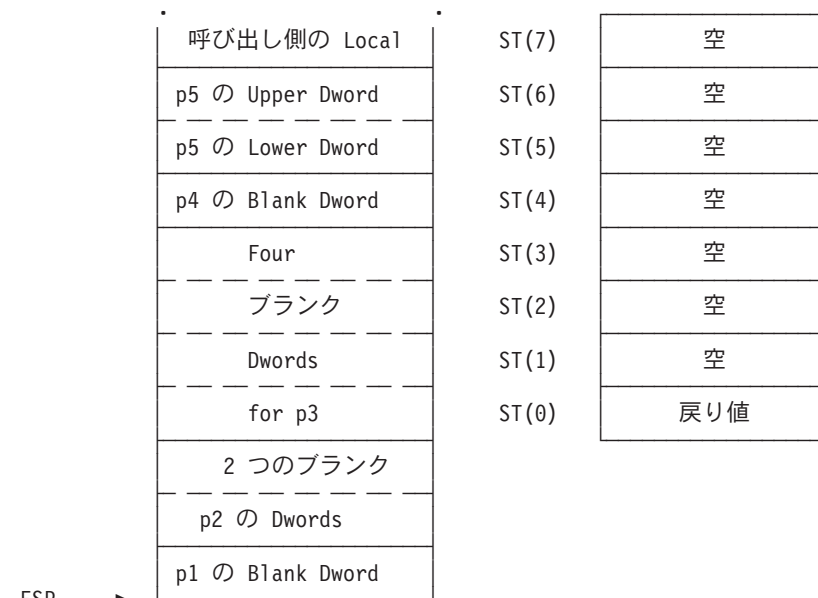 呼び出し側の Local ST(7) 空
p5 の Upper Dword ST(6) 空
p5 の Lower Dword ST(5) 空
p4 の Blank Dword ST(4) 空
Four ST(3) 空
ブランク ST(2) 空
Dwords ST(1) 空
for p3 ST(0) 戻り値
2 つのブランク
p2 の Dwords
p1 の Blank Dword
ESP